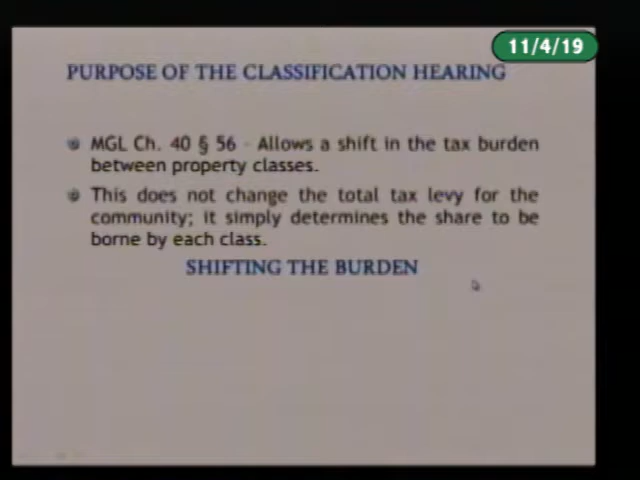 11/4/19
PURPOSE OF THE CLASSIFICATION HEARING
MGL Ch. 40 § 56 - Allows a shift in the tax burden
between property classes.
This does not change the total tax levy for the
community; it simply determines the share to be
borne by each class.
SHIFTING THE BURDEN